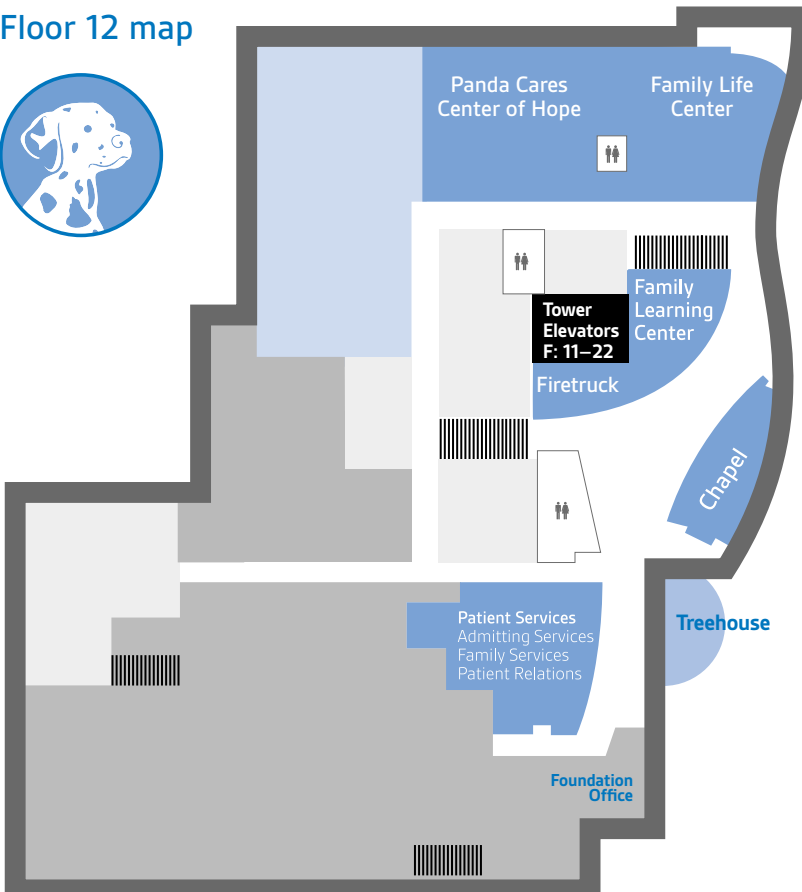 Floor 12 map
Panda Cares
Center of Hope
Family Life
Center
Family
Learning
Center
Tower
Elevators
F: 11–22
Firetruck
Chapel
Patient Services
Admitting Services
Family Services
Patient Relations
Treehouse
Foundation
Office